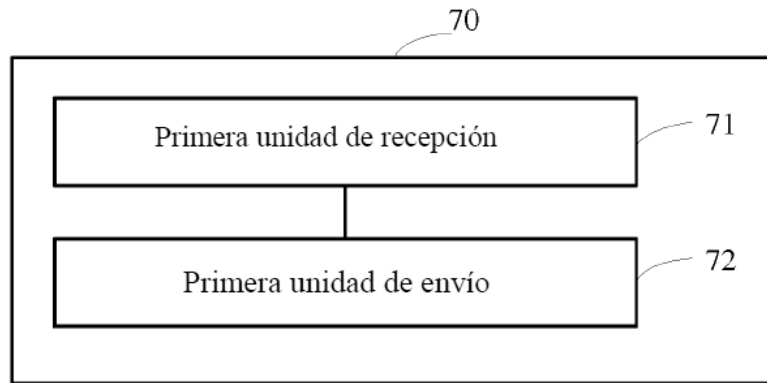 70
Primera unidad de recepción
71
Primera unidad de envío
72